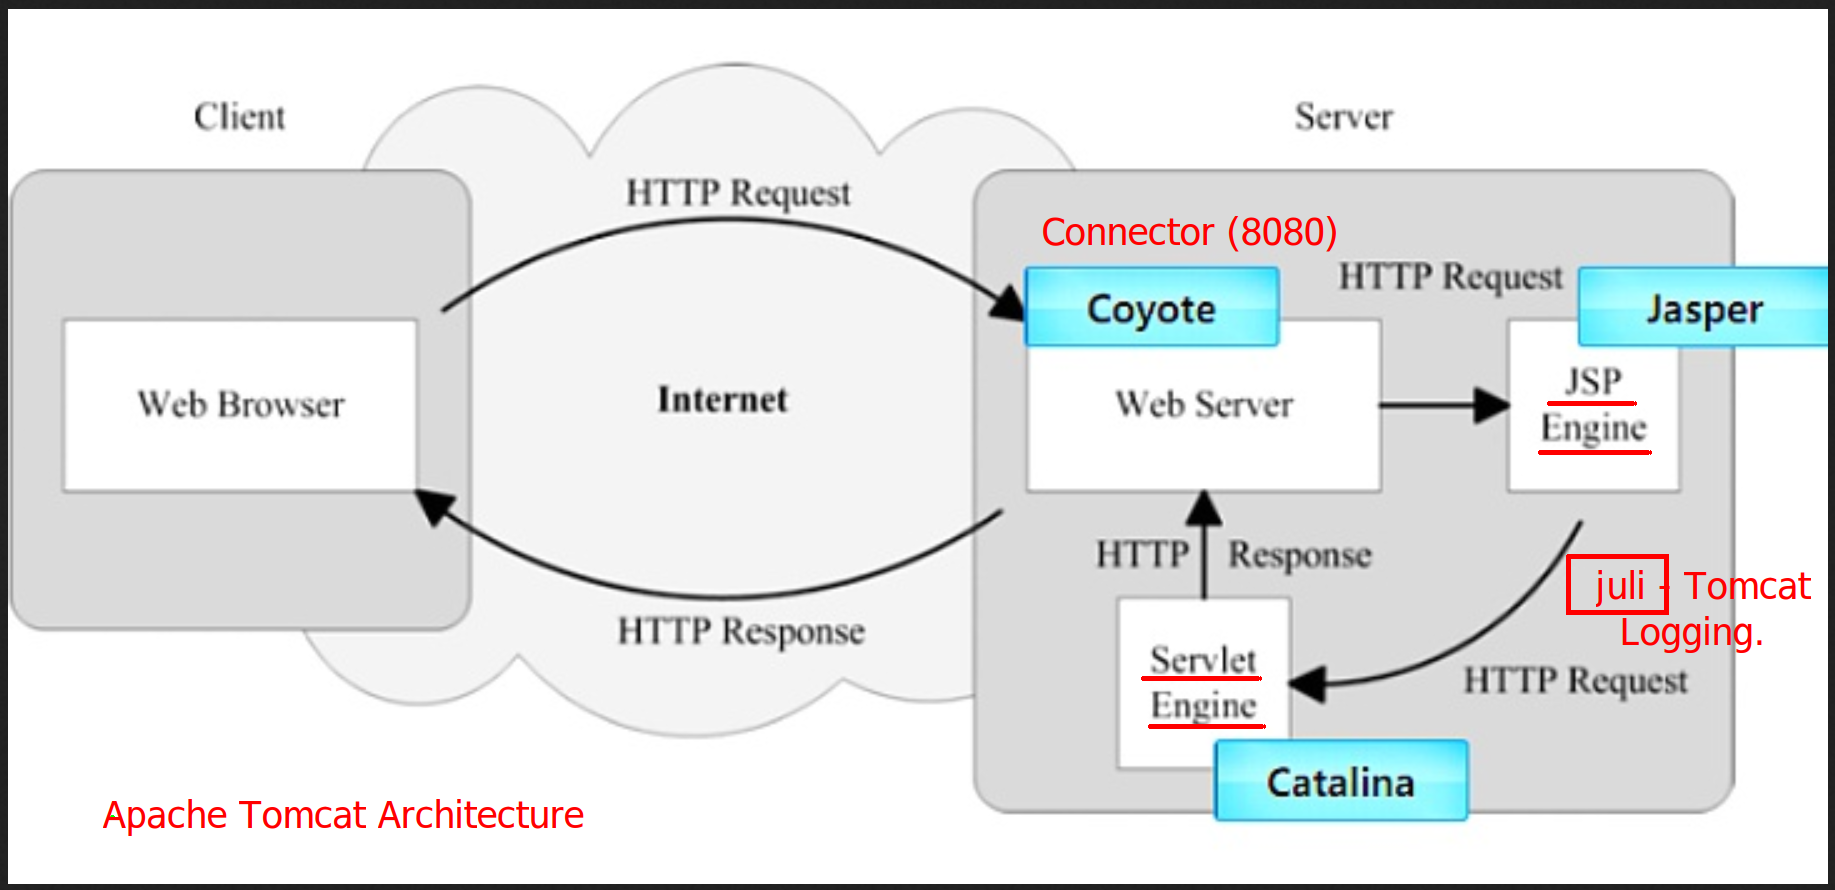 Client
Server
HTTP Request
Connector (8080)
HTTP Request
Coyote
Jasper
Web Browser
Internet
Web Server
JSP
Engine
HTTP Response
juli - Tomcat
Logging.
HTTP Response
Servlet
Engine
HTTP Request
Catalina
Apache Tomcat Architecture